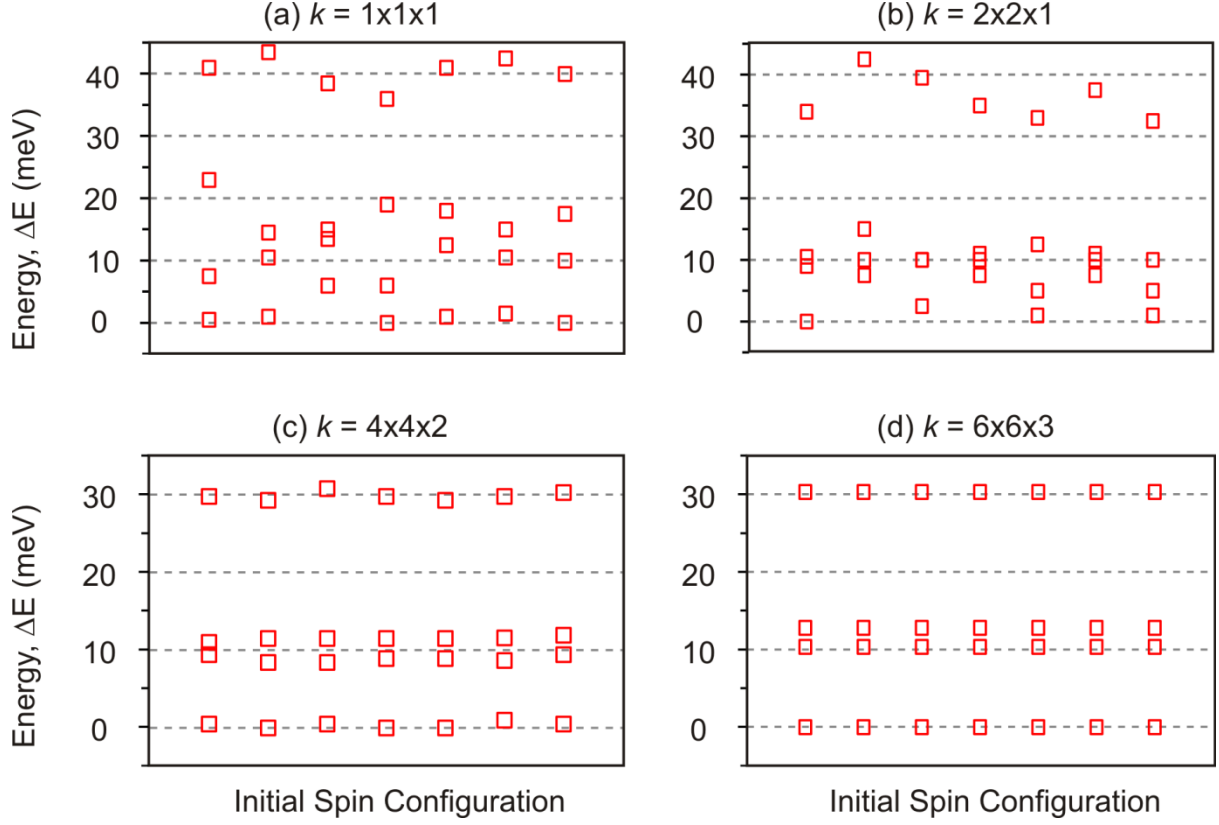 (a) k = 1x1x1
(b) k = 2x2x1
Energy, ΔE (meV)
40
30
20
10
0
40
30
20
10
0
(c) k = 4x4x2
(d) k = 6x6x3
Energy, ΔE (meV)
30
20
10
0
30
20
10
0
Initial Spin Configuration
Initial Spin Configuration